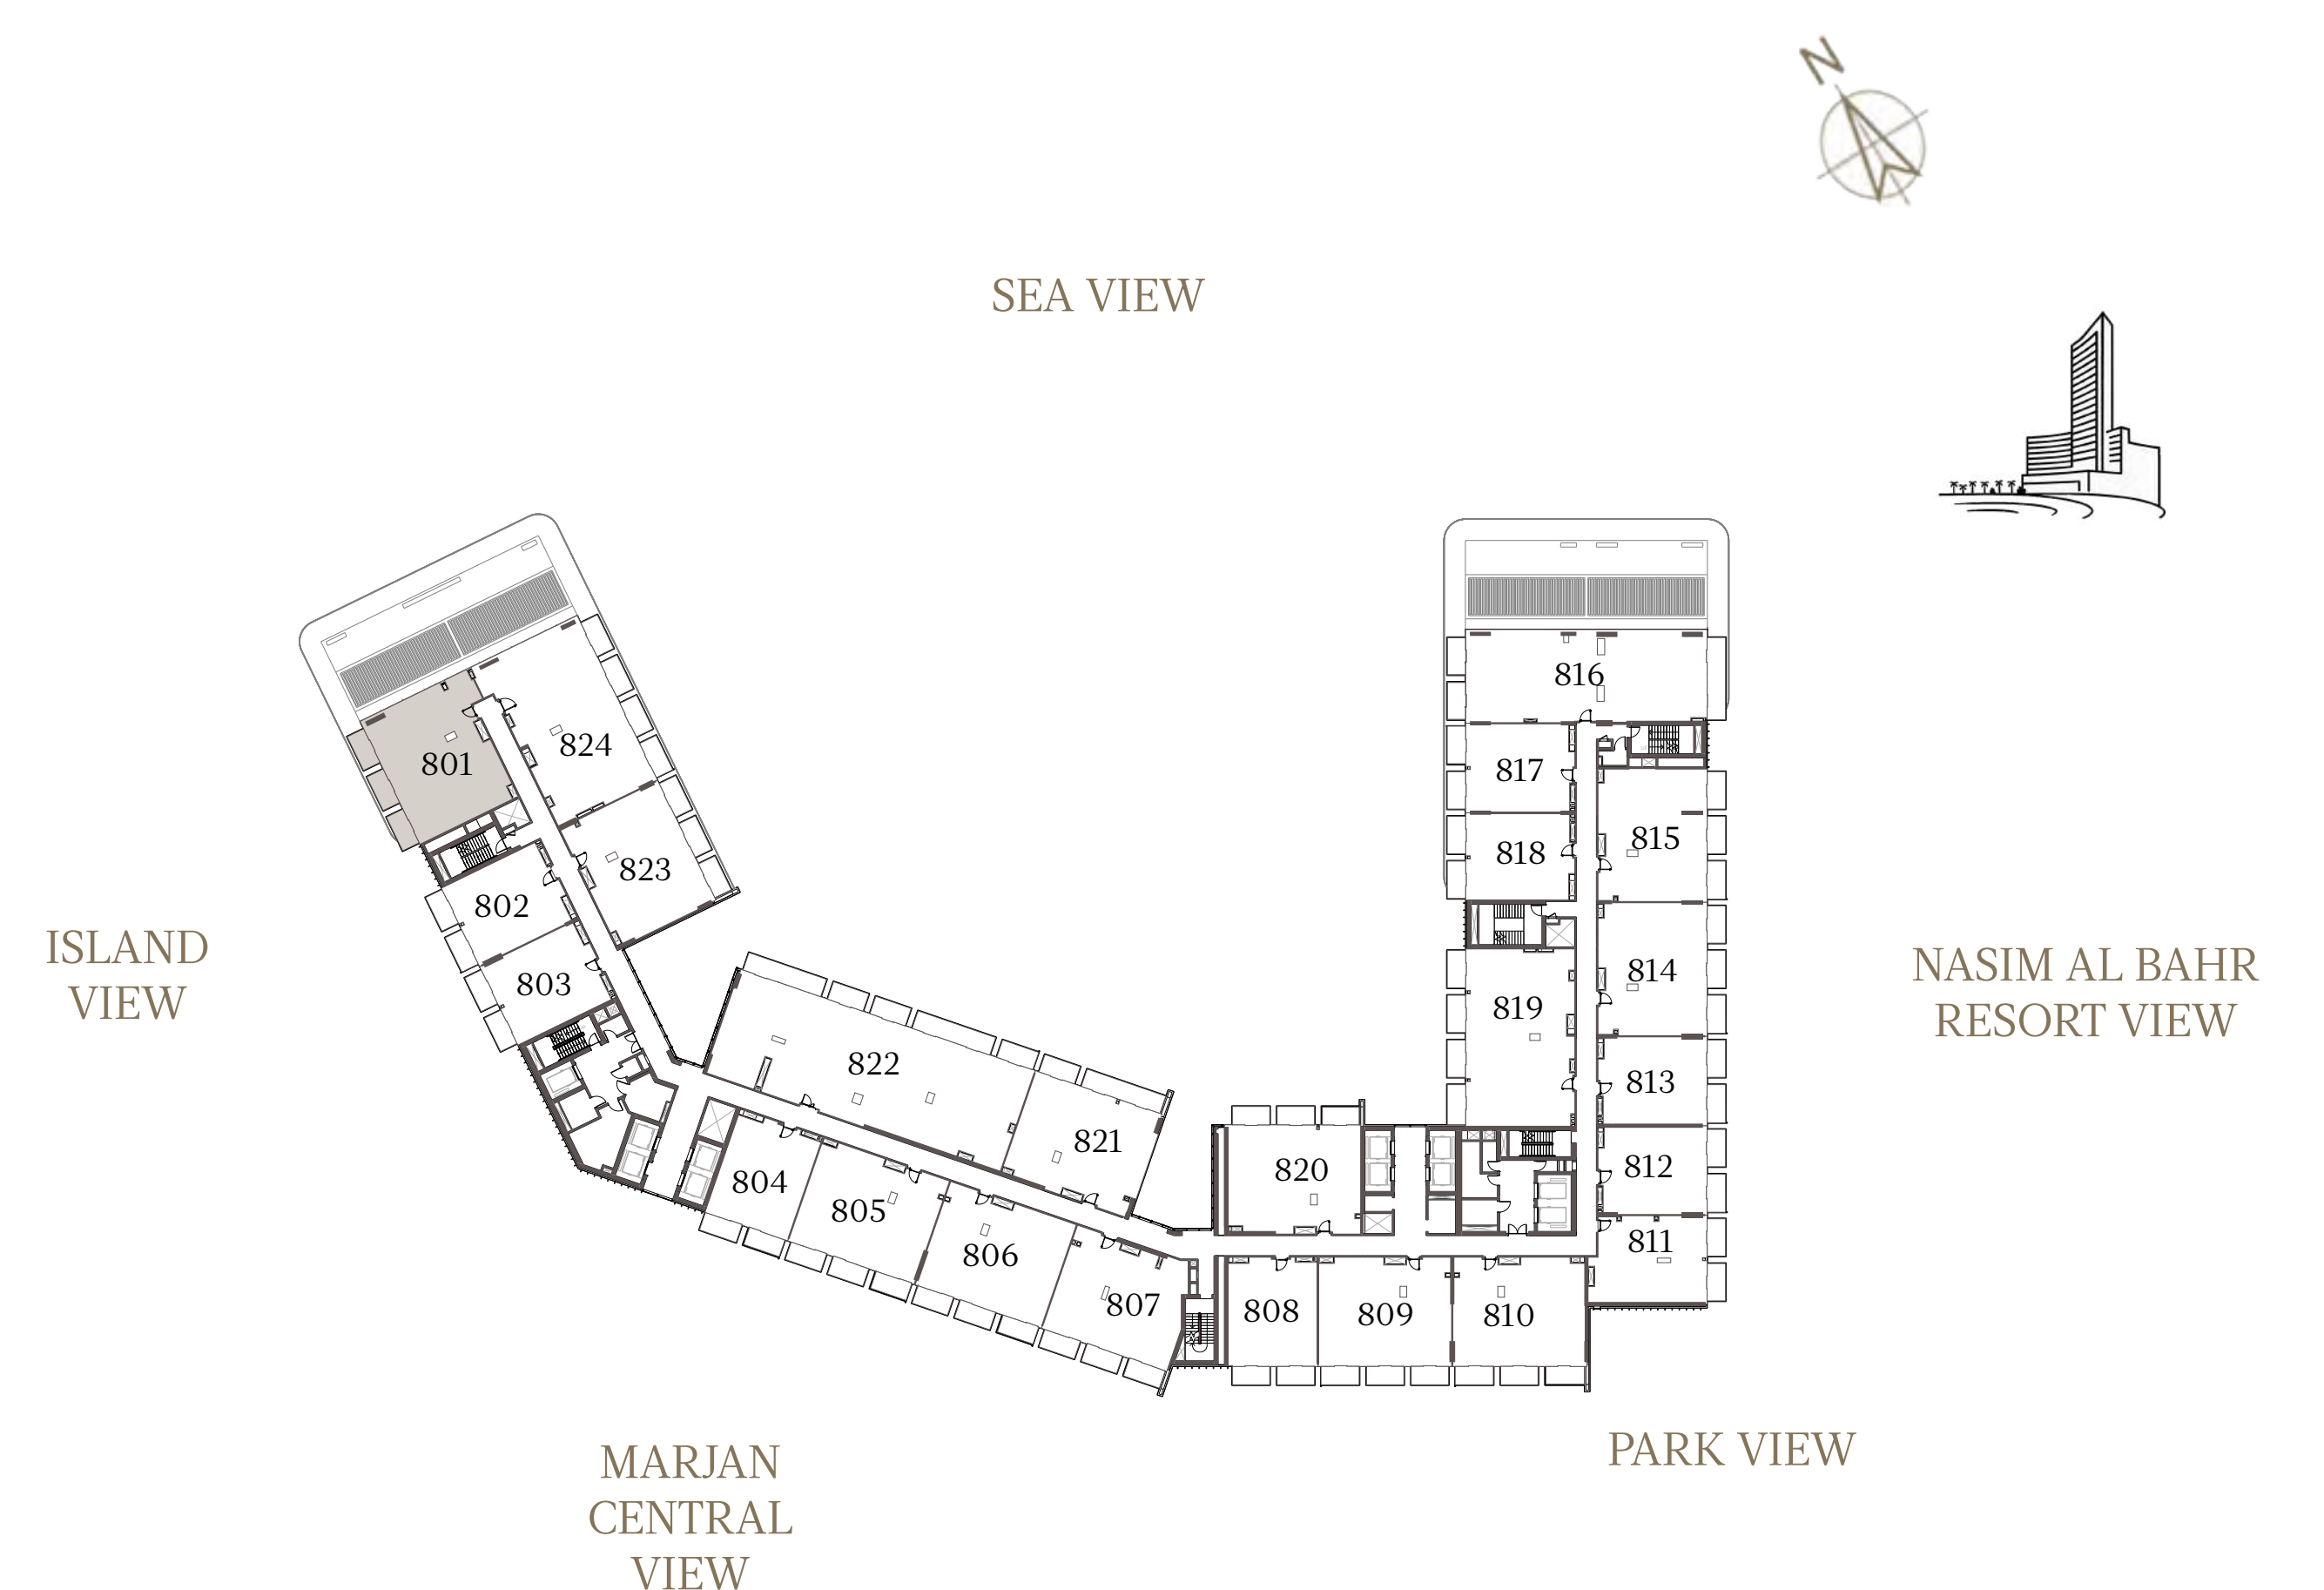 N
SEA VIEW
816
801
824
817
815
818
823
802
ISLAND
VIEW
803
NASIM AL BAHR
RESORT VIEW
814
819
822
813
821
812
820
804
805
806
811
807
808
809
810
MARJAN
CENTRAL
VIEW
PARK VIEW